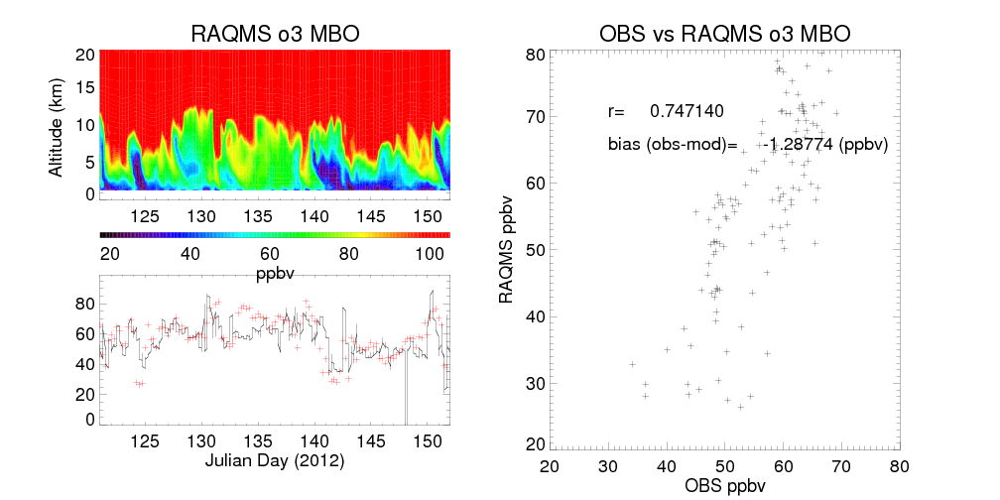 RAQMS o3 MBO
20
15
10
5
0
Altitude (km)
125 130 135 140 145 150
20 40 60 80 100
ppbv
80
60
40
20
0
125 130 135 140 145 150
Julian Day (2012)
OBS vs RAQMS o3 MBO
80
70
60
50
40
30
20
RAQMS ppbv
r= 0.747140
bias (obs-mod)= -1.28774 (ppbv)
20 30 40 50 60 70 80
OBS ppbv